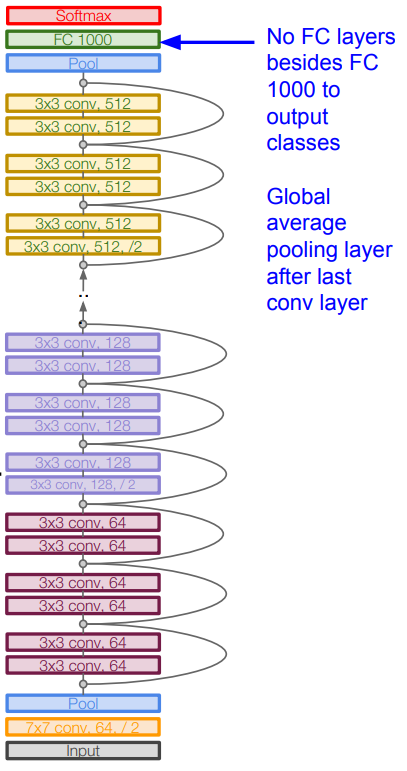 Softmax
FC 1000
Pool
3x3 conv, 512
3x3 conv, 512
3x3 conv, 512
3x3 conv, 512
3x3 conv, 512
3x3 conv, 512, /2
..
3x3 conv, 128
3x3 conv, 128
3x3 conv, 128
3x3 conv, 128
3x3 conv, 128
3x3 conv, 128, / 2
3x3 conv, 64
3x3 conv, 64
3x3 conv, 64
3x3 conv, 64
3x3 conv, 64
3x3 conv, 64
Pool
7x7 conv, 64, / 2
Input
No FC layers
besides FC
1000 to
output
classes
Global
average
pooling layer
after last
conv layer